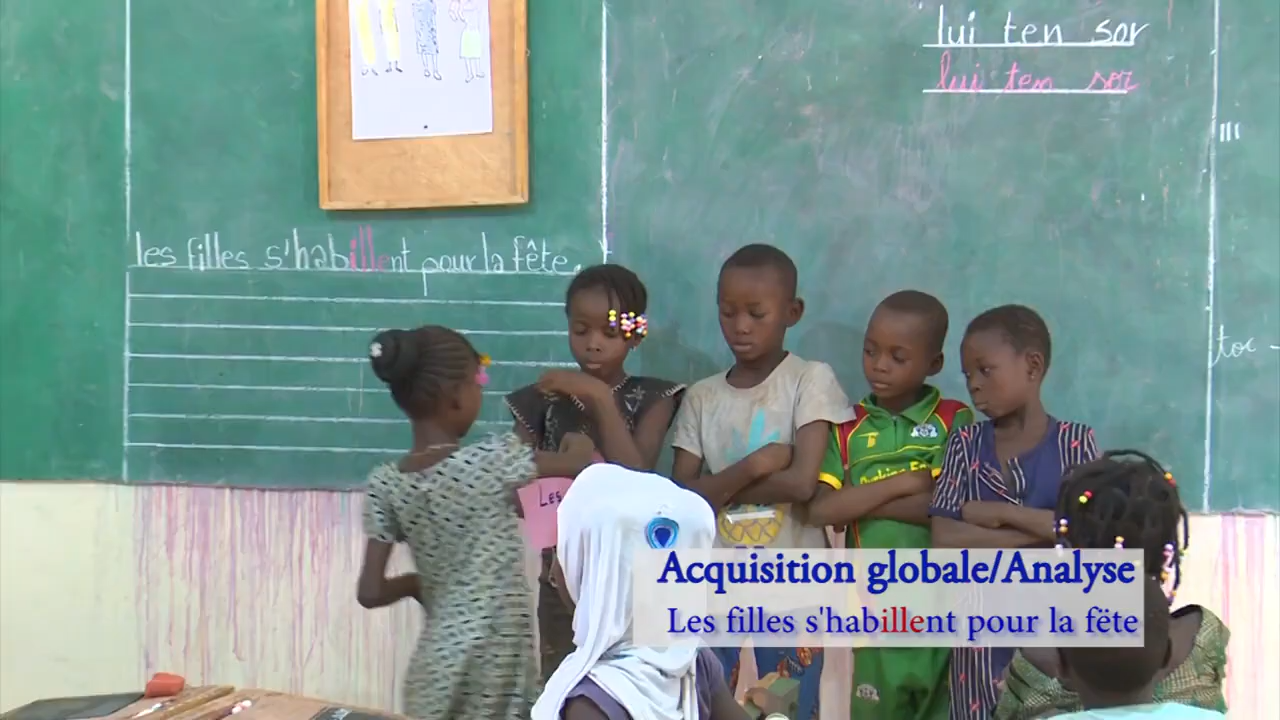 lui ten sor
lui ten sor
les filles s'habillent pour la fête.
toc
Les
Acquisition globale/Analyse
Les filles s'habillent pour la fëte